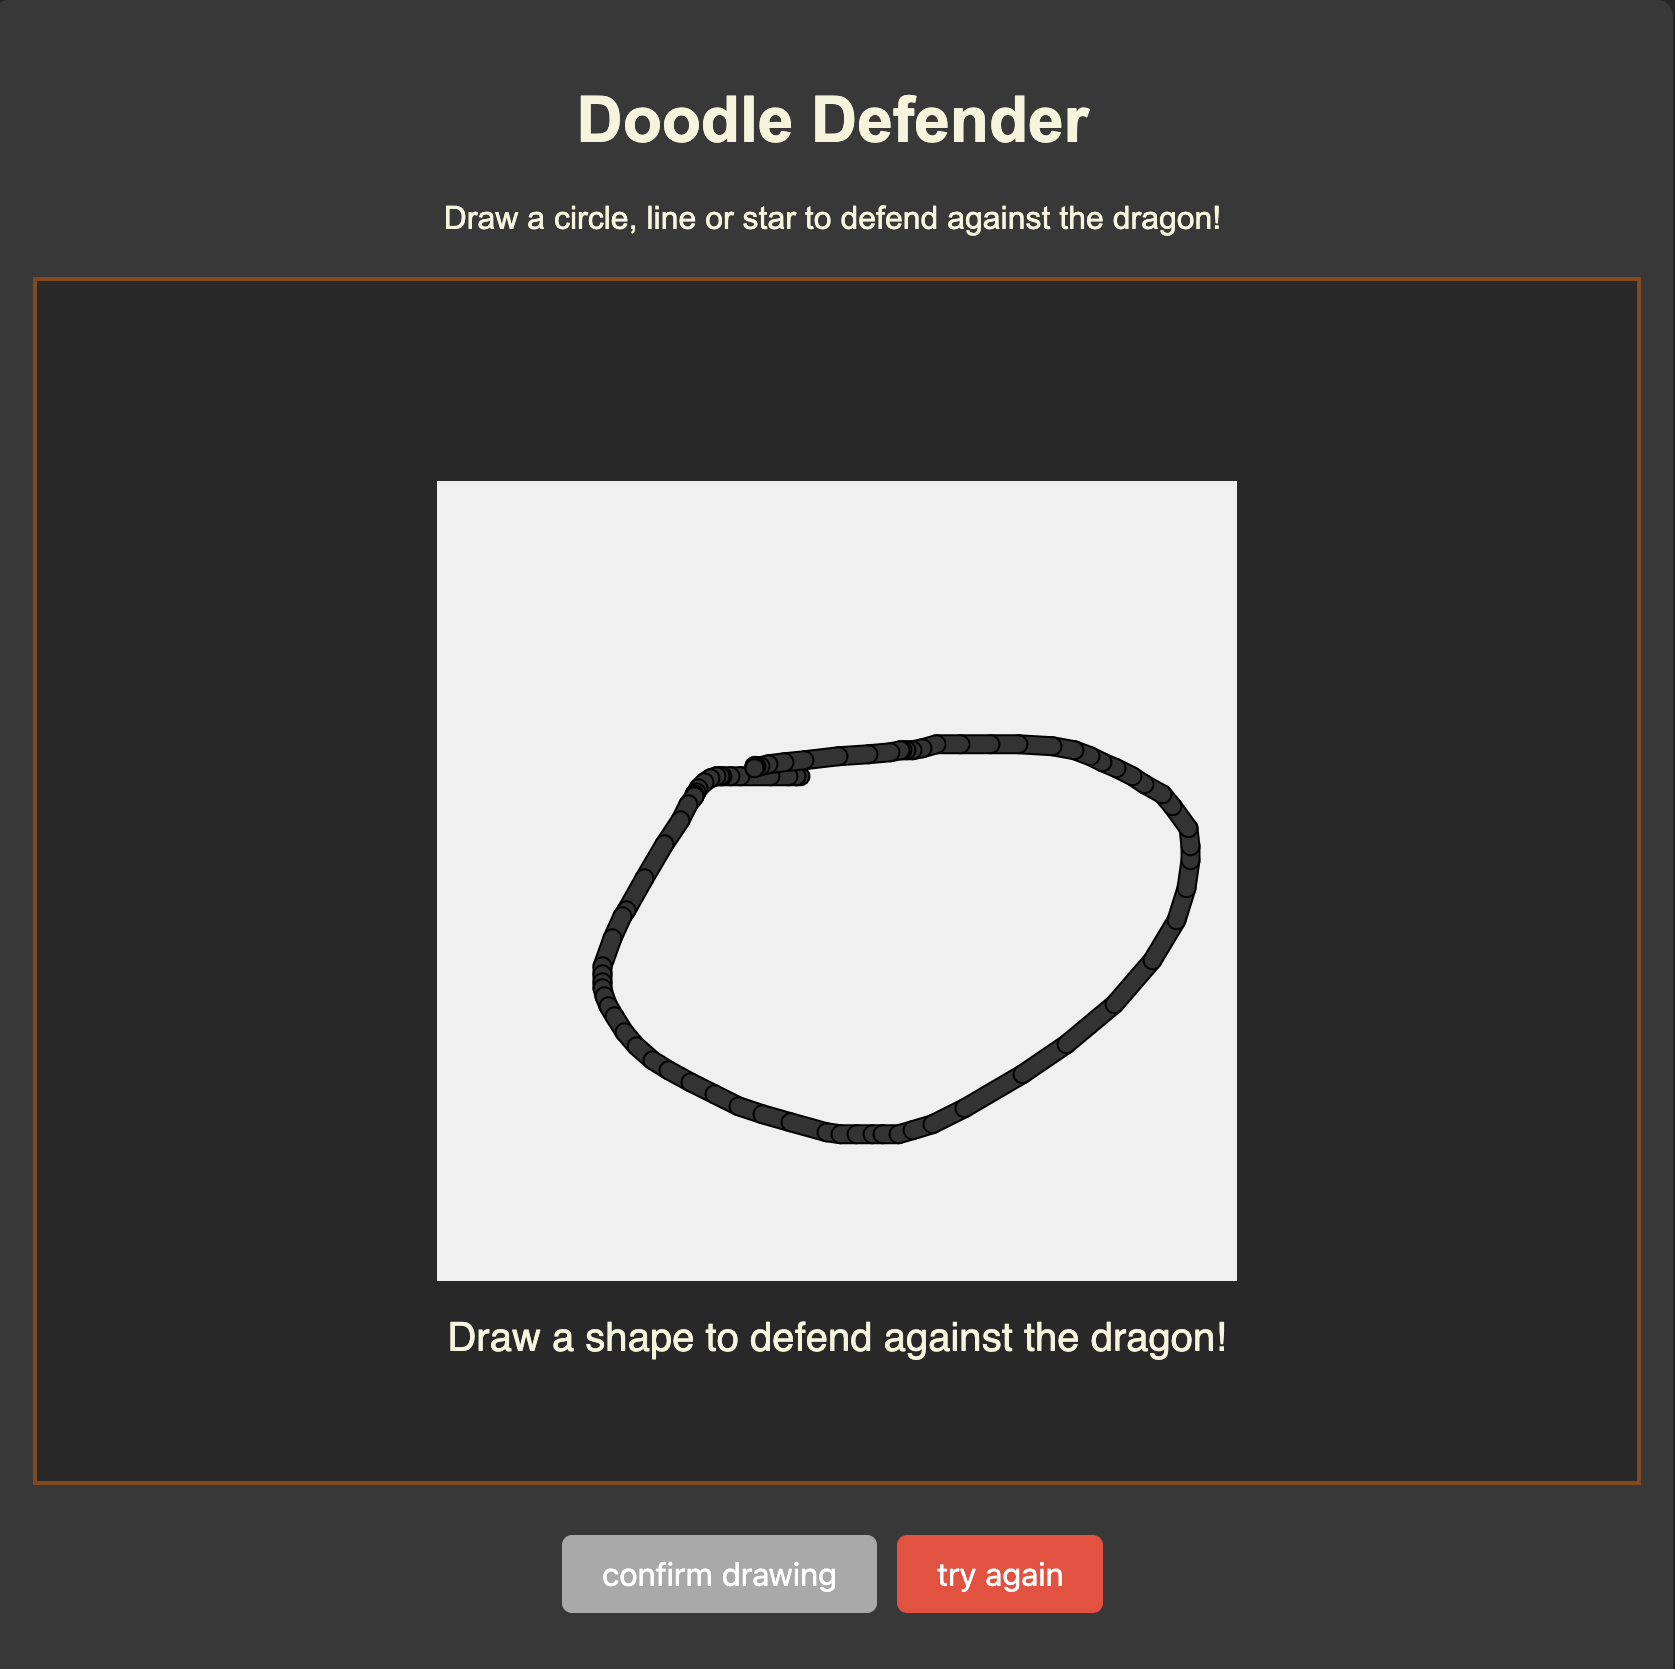 Doodle Defender
Draw a circle, line or star to defend against the dragon!
Draw a shape to defend against the dragon!
confirm drawing
try again